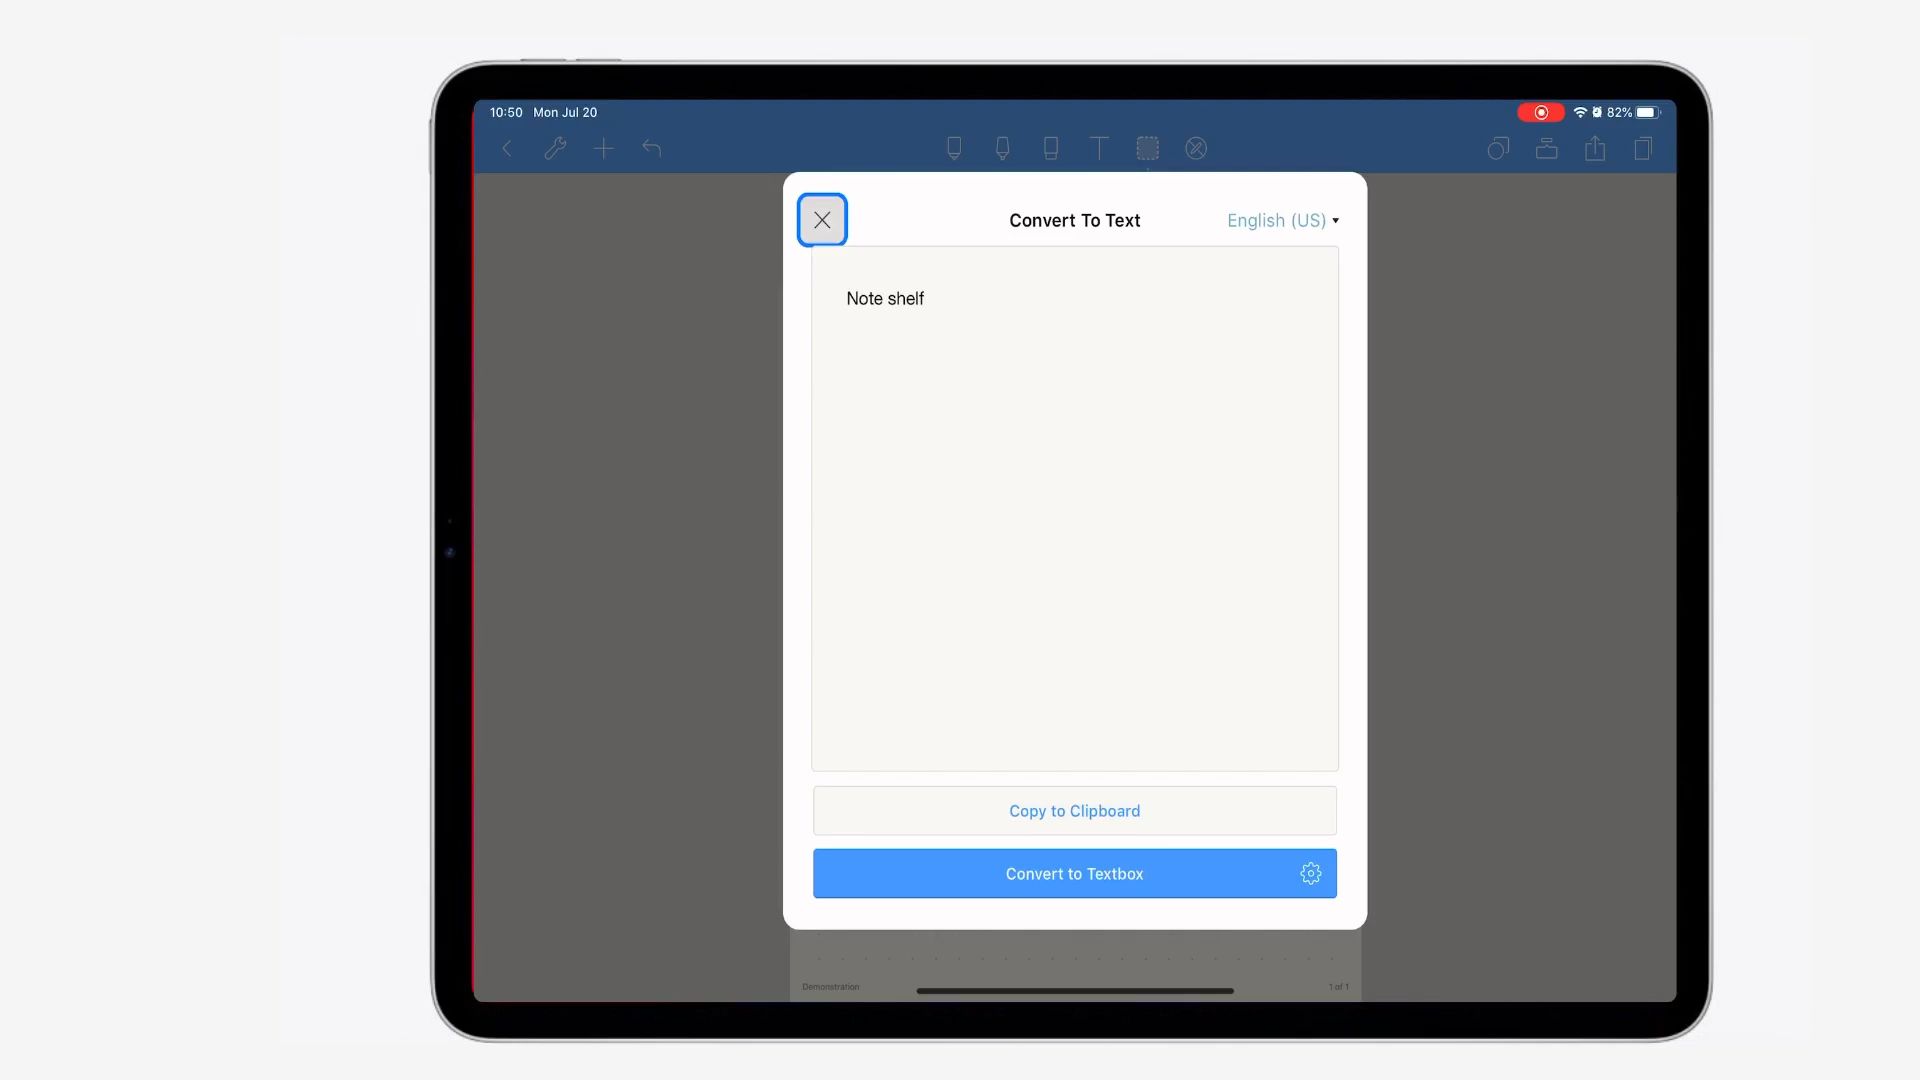 10:50 Mon Jul 20
82%
Convert To Text
English (US)
Note shelf
Copy to Clipboard
Convert to Textbox
Demonstration
1 of 1